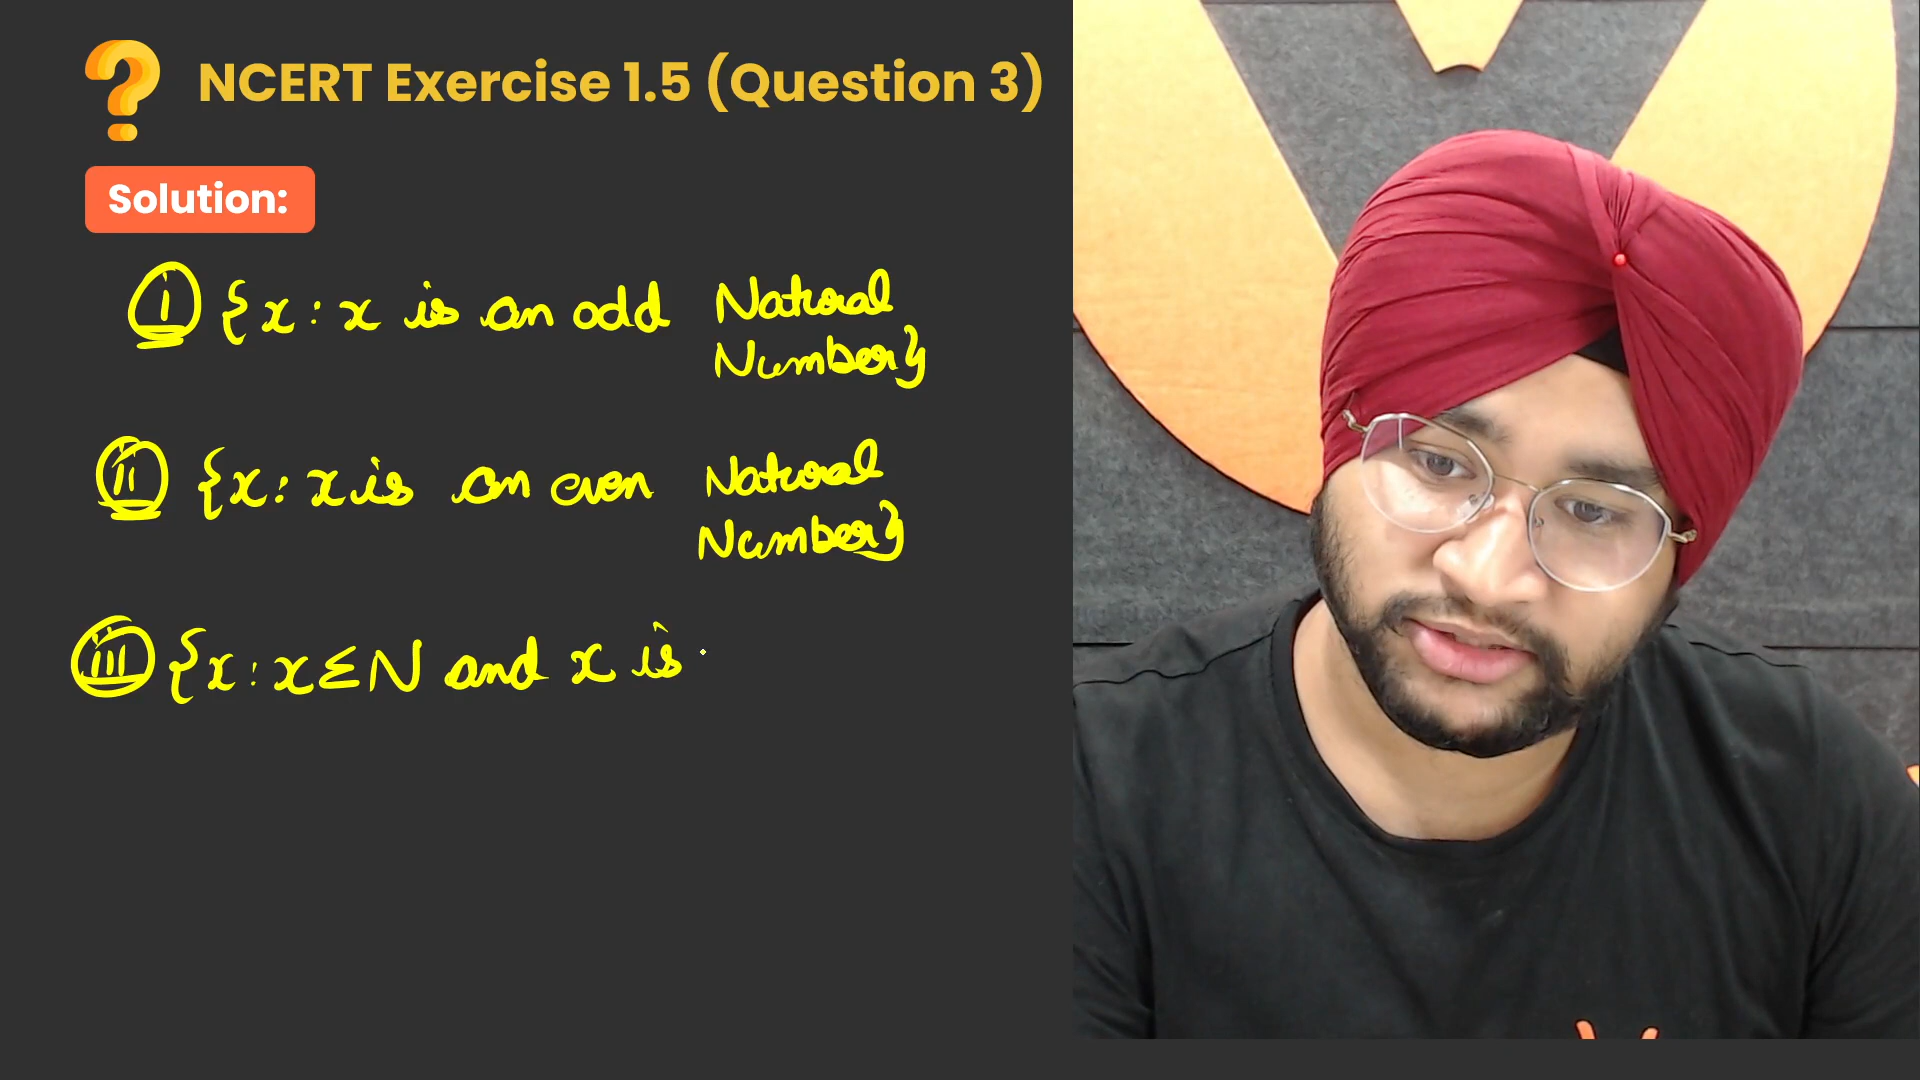 NCERT Exercise 1.5 (Question 3)
Solution:
i {x : x is an odd Natural
Number}
ii {x : x is an even Natural
Number}
iii {x : x ∈ N and x is